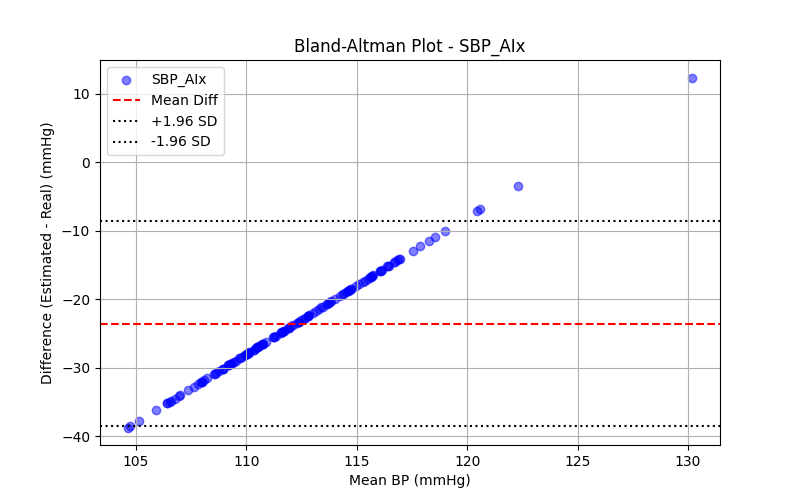 Bland-Altman Plot - SBP_AIx
SBP_AIx
Mean Diff
+1.96 SD
-1.96 SD
Difference (Estimated - Real) (mmHg)
10
0
−10
−20
−30
−40
105 110 115 120 125 130
Mean BP (mmHg)